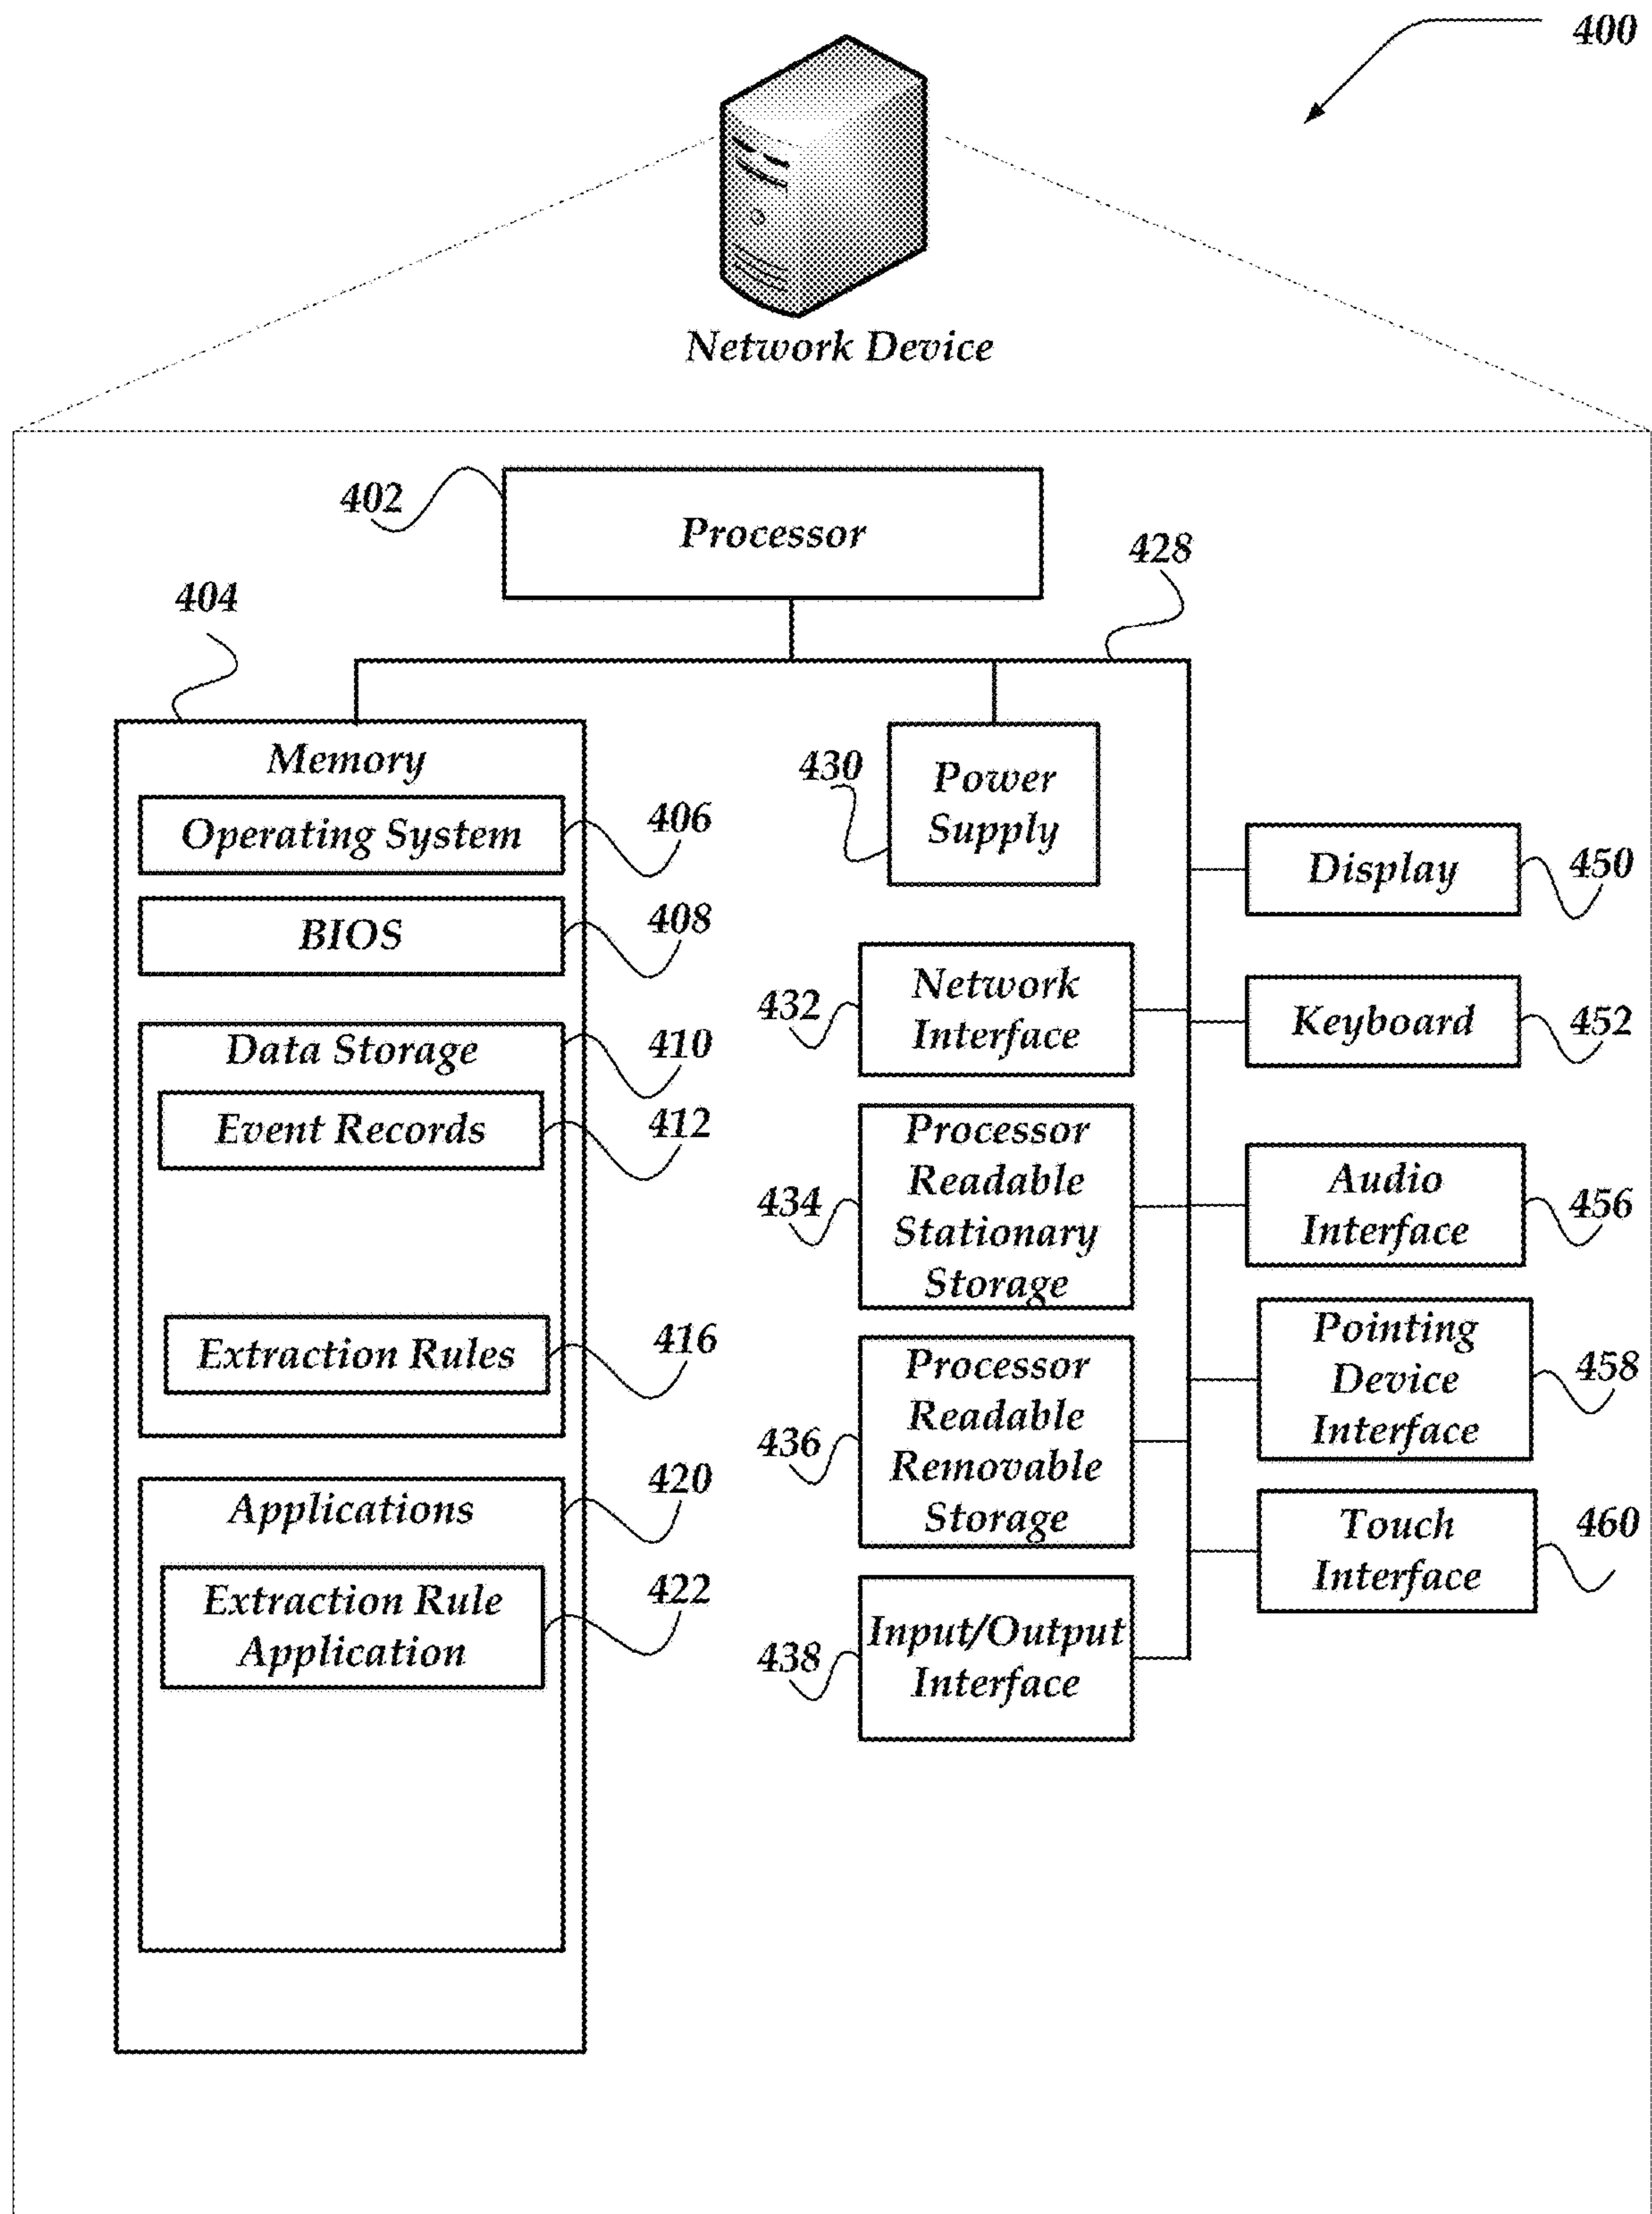 400
Network Device
402
Processor
428
404
Memory
406
Operating System
408
BIOS
410
Data Storage
412
Event Records
416
Extraction Rules
420
Applications
422
Extraction Rule
Application
430
Power
Supply
432
Network
Interface
434
Processor
Readable
Stationary
Storage
436
Processor
Readable
Removable
Storage
438
Input/Output
Interface
450
Display
452
Keyboard
456
Audio
Interface
458
Pointing
Device
Interface
460
Touch
Interface